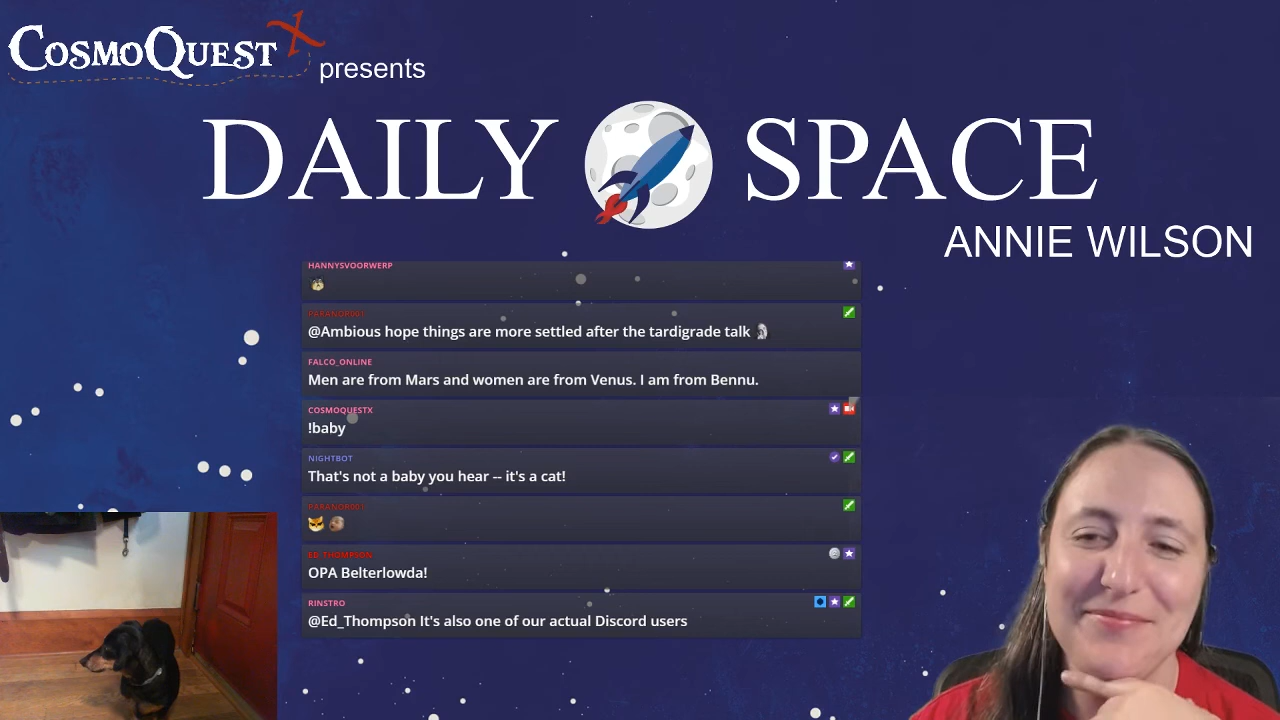 COSMOQUEST X
presents
DAILY SPACE
ANNIE WILSON
HANNYSVOORWERP
PARANOR001
@Ambious hope things are more settled after the tardigrade talk
FALCO_ONLINE
Men are from Mars and women are from Venus. I am from Bennu.
COSMOQUESTX
!baby
NIGHTBOT
That's not a baby you hear -- it's a cat!
PARANOR001
ED_THOMPSON
OPA Belterlowda!
RINSTRO
@Ed_Thompson It's also one of our actual Discord users